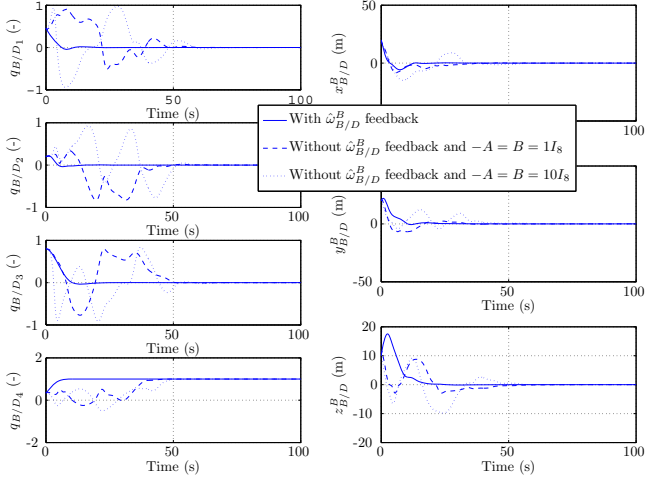 1
0
-1
0 50 100
Time (s)
q_{B/D_1} (-)
1
0
-1
0 50 100
Time (s)
q_{B/D_2} (-)
1
0
-1
0 50 100
Time (s)
q_{B/D_3} (-)
2
0
-2
0 50 100
Time (s)
q_{B/D_4} (-)
50
0
100
x^B_{B/D} (m)
With \hat{ω}^B_{B/D} feedback
Without \hat{ω}^B_{B/D} feedback and −A = B = 1I_8
Without \hat{ω}^B_{B/D} feedback and −A = B = 10I_8
0
-50
0 50 100
Time (s)
y^B_{B/D} (m)
20
10
0
-10
-20
0 50 100
Time (s)
z^B_{B/D} (m)